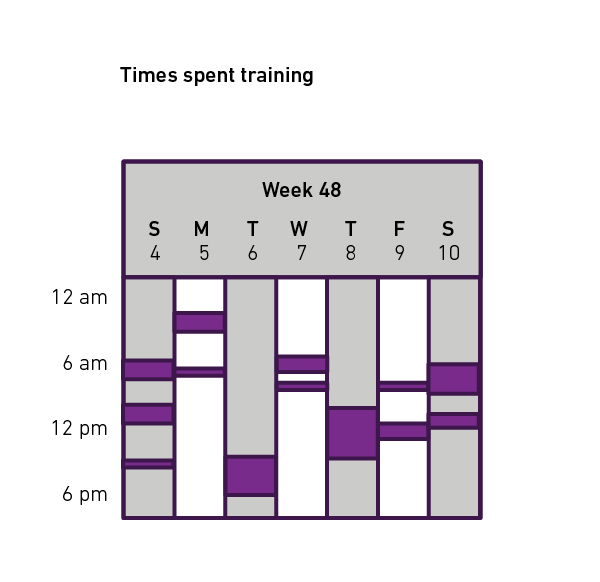 Times spent training
Week 48
S M T W T F S
4 5 6 7 8 9 10
12 am
6 am
12 pm
6 pm